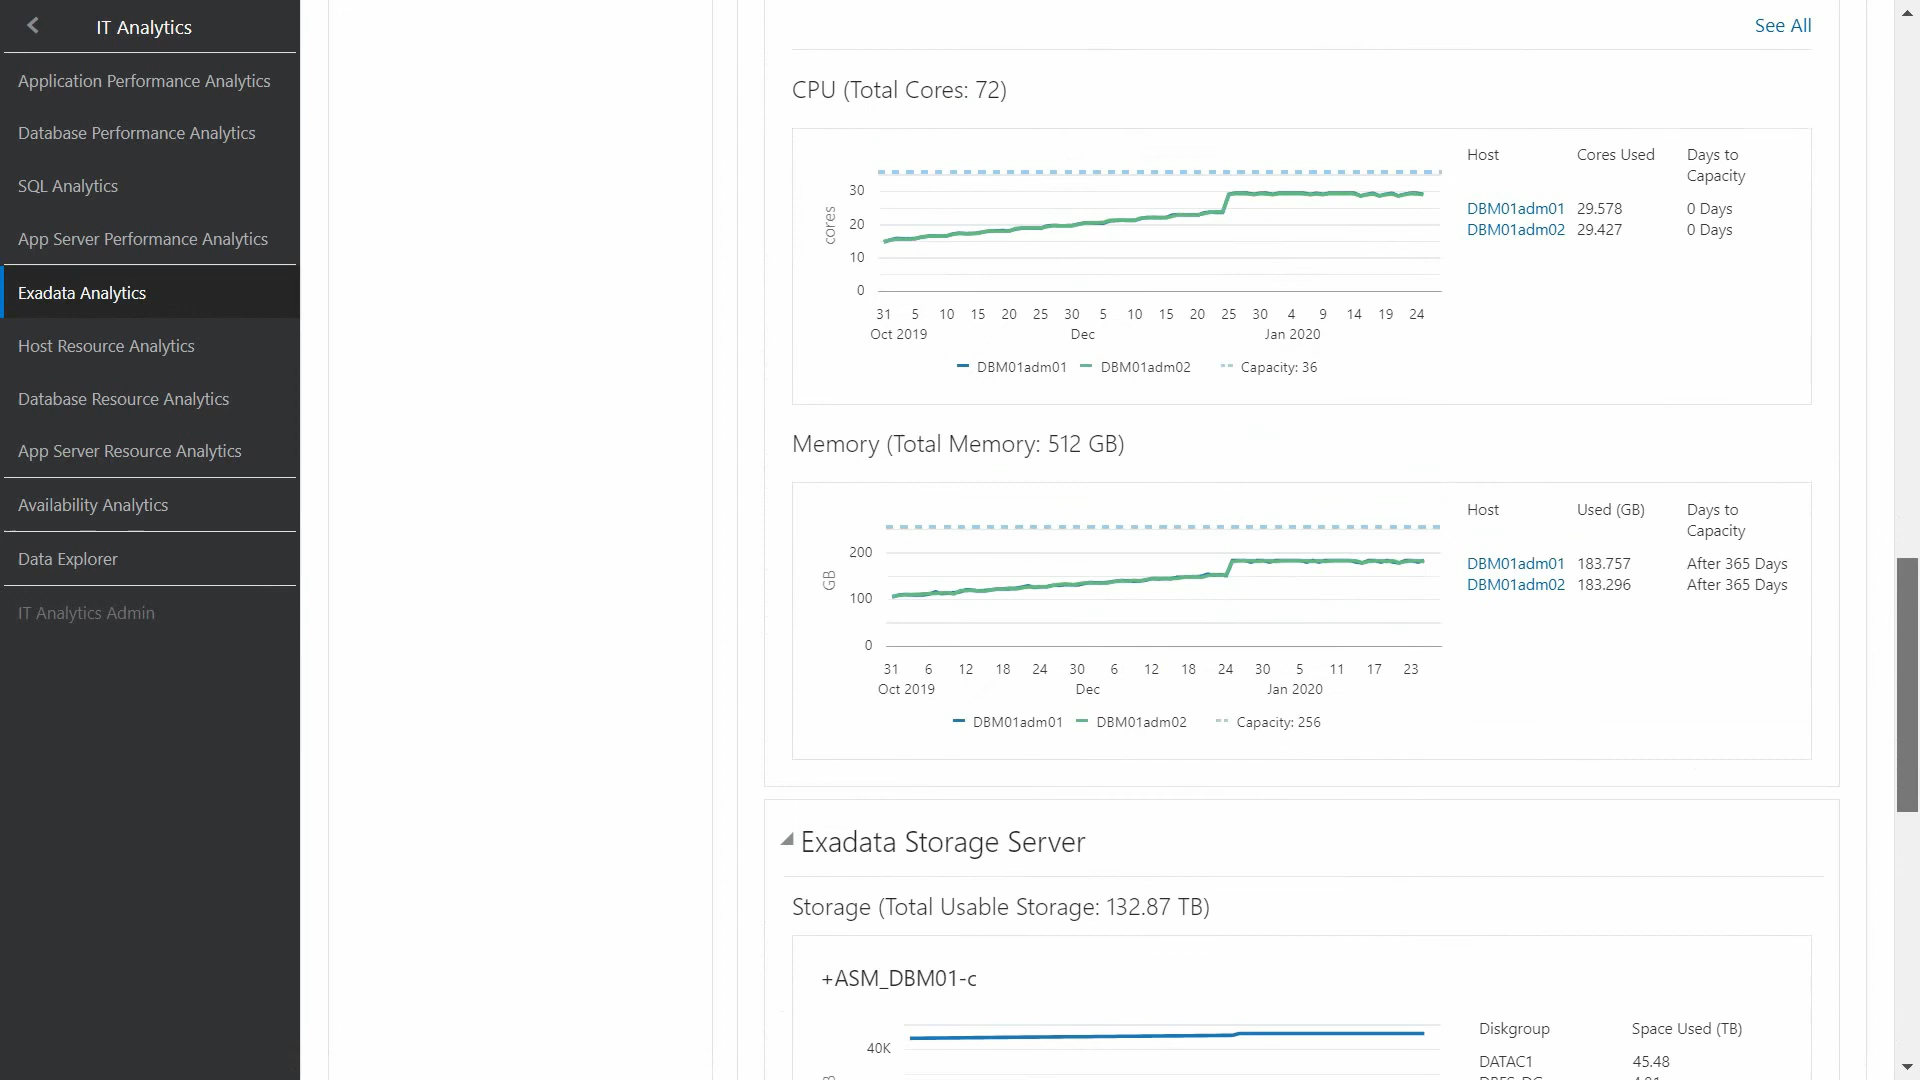 IT Analytics
Application Performance Analytics
Database Performance Analytics
SQL Analytics
App Server Performance Analytics
Exadata Analytics
Host Resource Analytics
Database Resource Analytics
App Server Resource Analytics
Availability Analytics
Data Explorer
IT Analytics Admin
See All
CPU (Total Cores: 72)
cores
30
20
10
0
31 5 10 15 20 25 30 5 10 15 20 25 30 4 9 14 19 24
Oct 2019 Dec Jan 2020
DBM01adm01 DBM01adm02 Capacity: 36
Host Cores Used Days to Capacity
DBM01adm01 29.578 0 Days
DBM01adm02 29.427 0 Days
Memory (Total Memory: 512 GB)
GB
200
100
0
31 6 12 18 24 30 6 12 18 24 30 5 11 17 23
Oct 2019 Dec Jan 2020
DBM01adm01 DBM01adm02 Capacity: 256
Host Used (GB) Days to Capacity
DBM01adm01 183.757 After 365 Days
DBM01adm02 183.296 After 365 Days
Exadata Storage Server
Storage (Total Usable Storage: 132.87 TB)
+ASM_DBM01-c
40K
Diskgroup Space Used (TB)
DATAC1 45.48